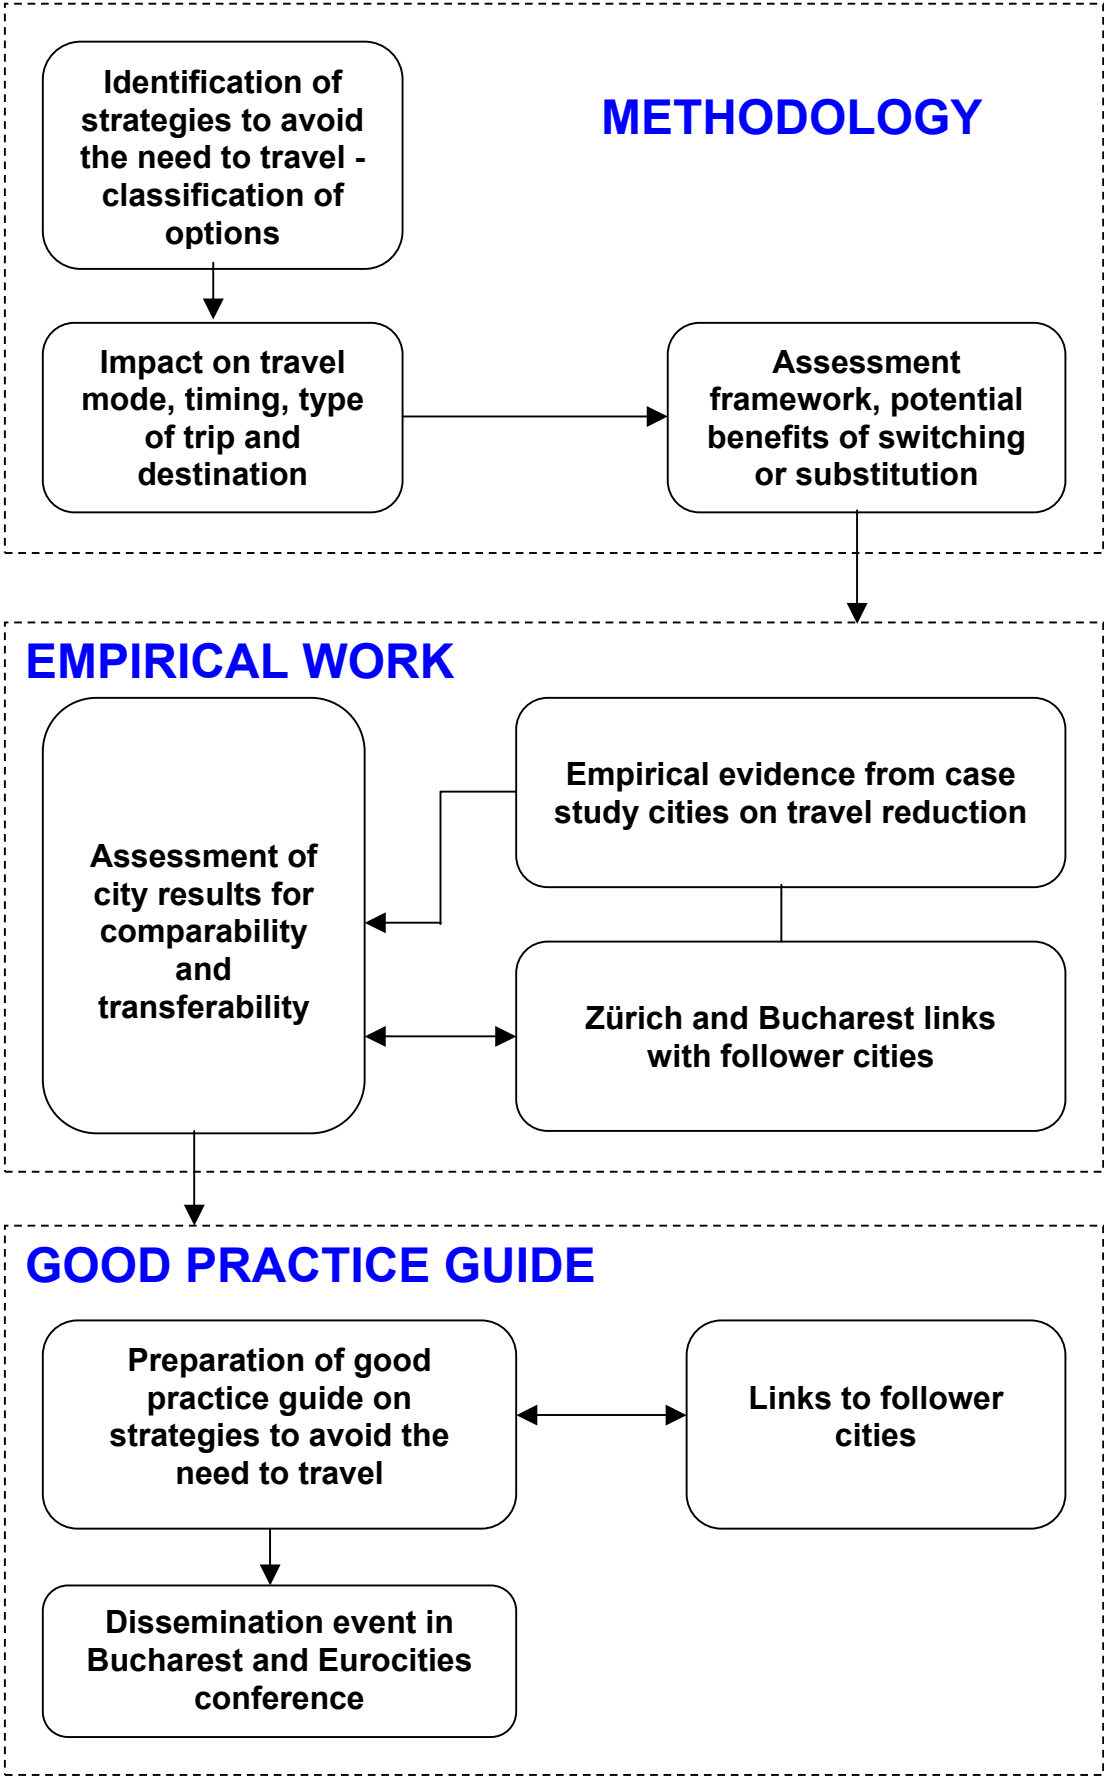 METHODOLOGY
Identification of
strategies to avoid
the need to travel -
classification of
options
Impact on travel
mode, timing, type
of trip and
destination
Assessment
framework, potential
benefits of switching
or substitution
EMPIRICAL WORK
Assessment of
city results for
comparability
and
transferability
Empirical evidence from case
study cities on travel reduction
Zürich and Bucharest links
with follower cities
GOOD PRACTICE GUIDE
Preparation of good
practice guide on
strategies to avoid the
need to travel
Links to follower
cities
Dissemination event in
Bucharest and Eurocities
conference